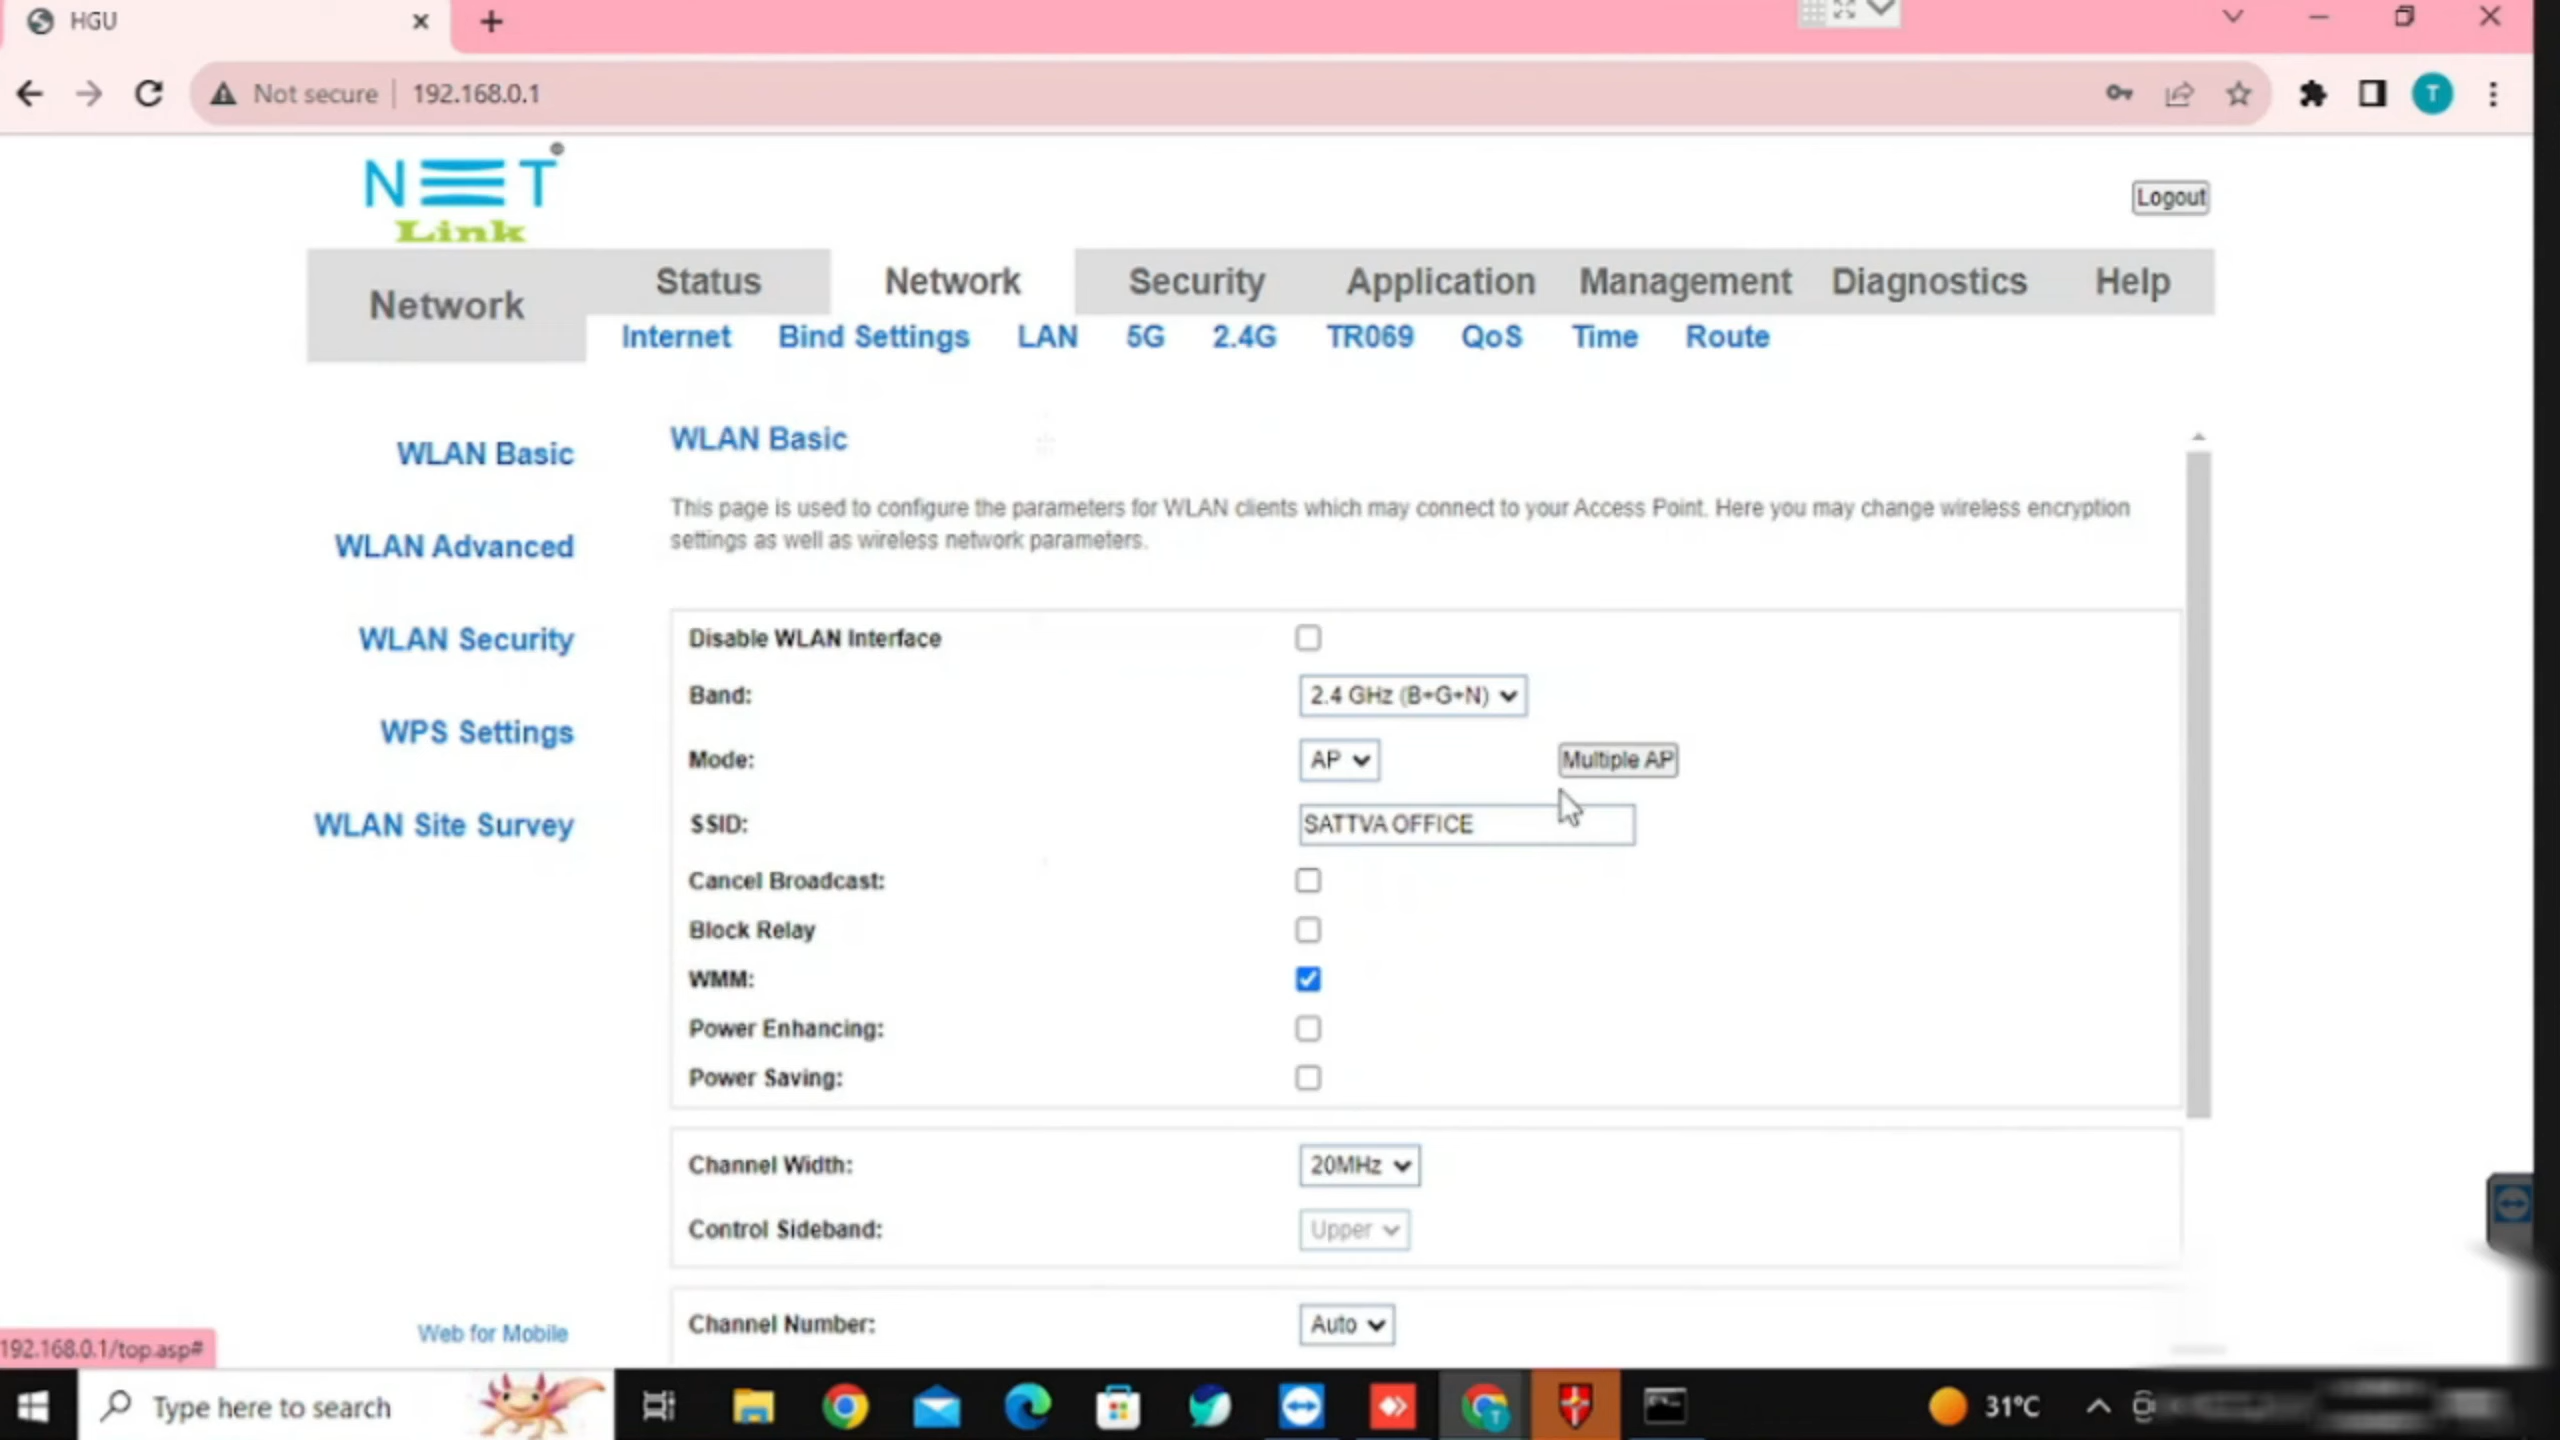 HGU
Not secure
192.168.0.1
NET
Link
Logout
Network
Status
Network
Security
Application
Management
Diagnostics
Help
Internet
Bind Settings
LAN
5G
2.4G
TR069
QoS
Time
Route
WLAN Basic
WLAN Advanced
WLAN Security
WPS Settings
WLAN Site Survey
Web for Mobile
WLAN Basic
This page is used to configure the parameters for WLAN clients which may connect to your Access Point. Here you may change wireless encryption
settings as well as wireless network parameters.
Disable WLAN Interface
Band: 2.4 GHz (B+G+N)
Mode: AP Multiple AP
SSID: SATTVA OFFICE
Cancel Broadcast:
Block Relay
WMM:
Power Enhancing:
Power Saving:
Channel Width: 20MHz
Control Sideband: Upper
Channel Number: Auto
192.168.0.1/top.asp#
Type here to search
31°C
T